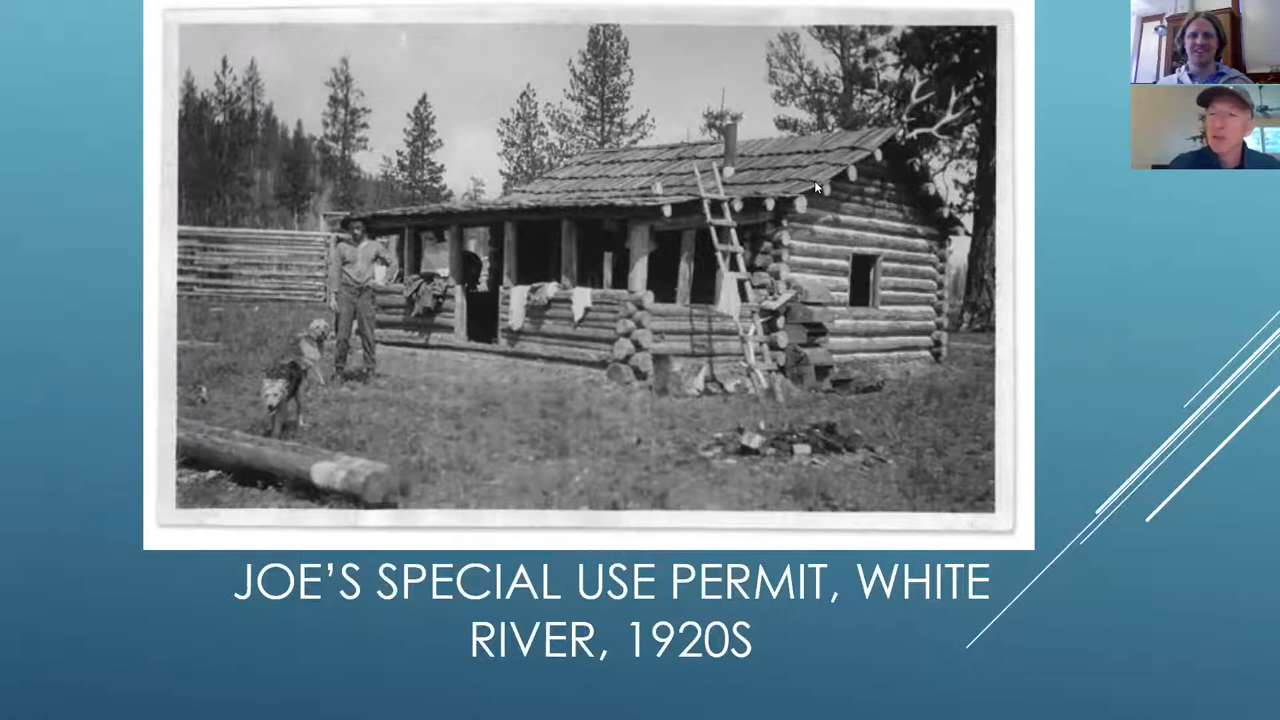 JOE’S SPECIAL USE PERMIT, WHITE
RIVER, 1920S